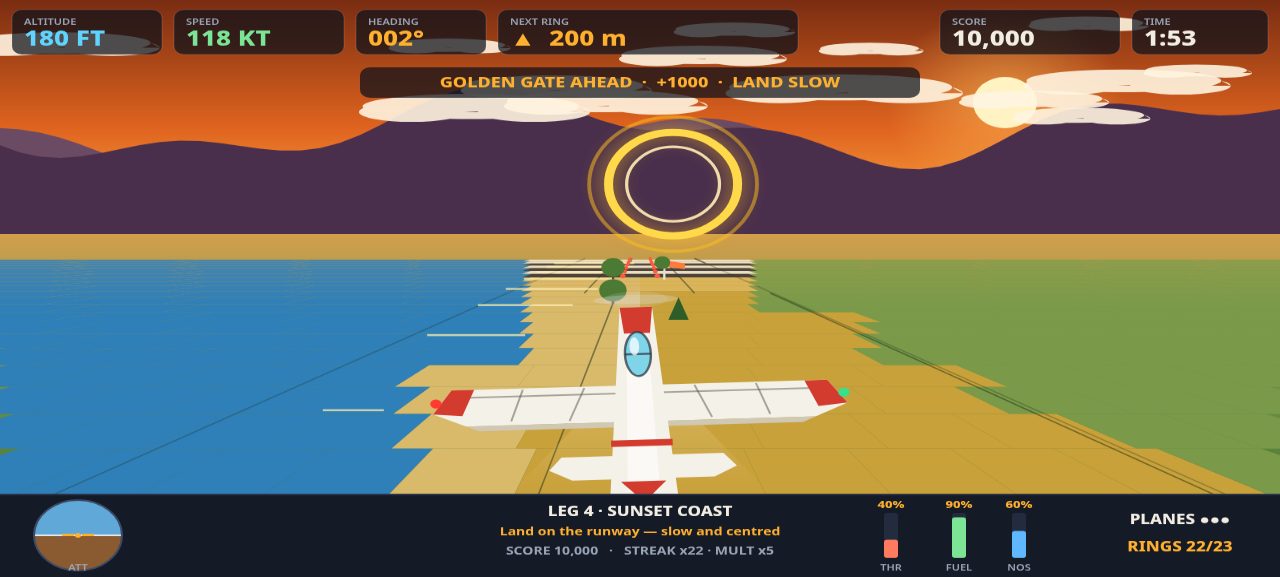 ALTITUDE
180 FT
SPEED
118 KT
HEADING
002°
NEXT RING
▲ 200 m
SCORE
10,000
TIME
1:53
GOLDEN GATE AHEAD · +1000 · LAND SLOW
ATT
LEG 4 · SUNSET COAST
Land on the runway — slow and centred
SCORE 10,000 · STREAK x22 · MULT x5
40%
THR
90%
FUEL
60%
NOS
PLANES ●●●
RINGS 22/23